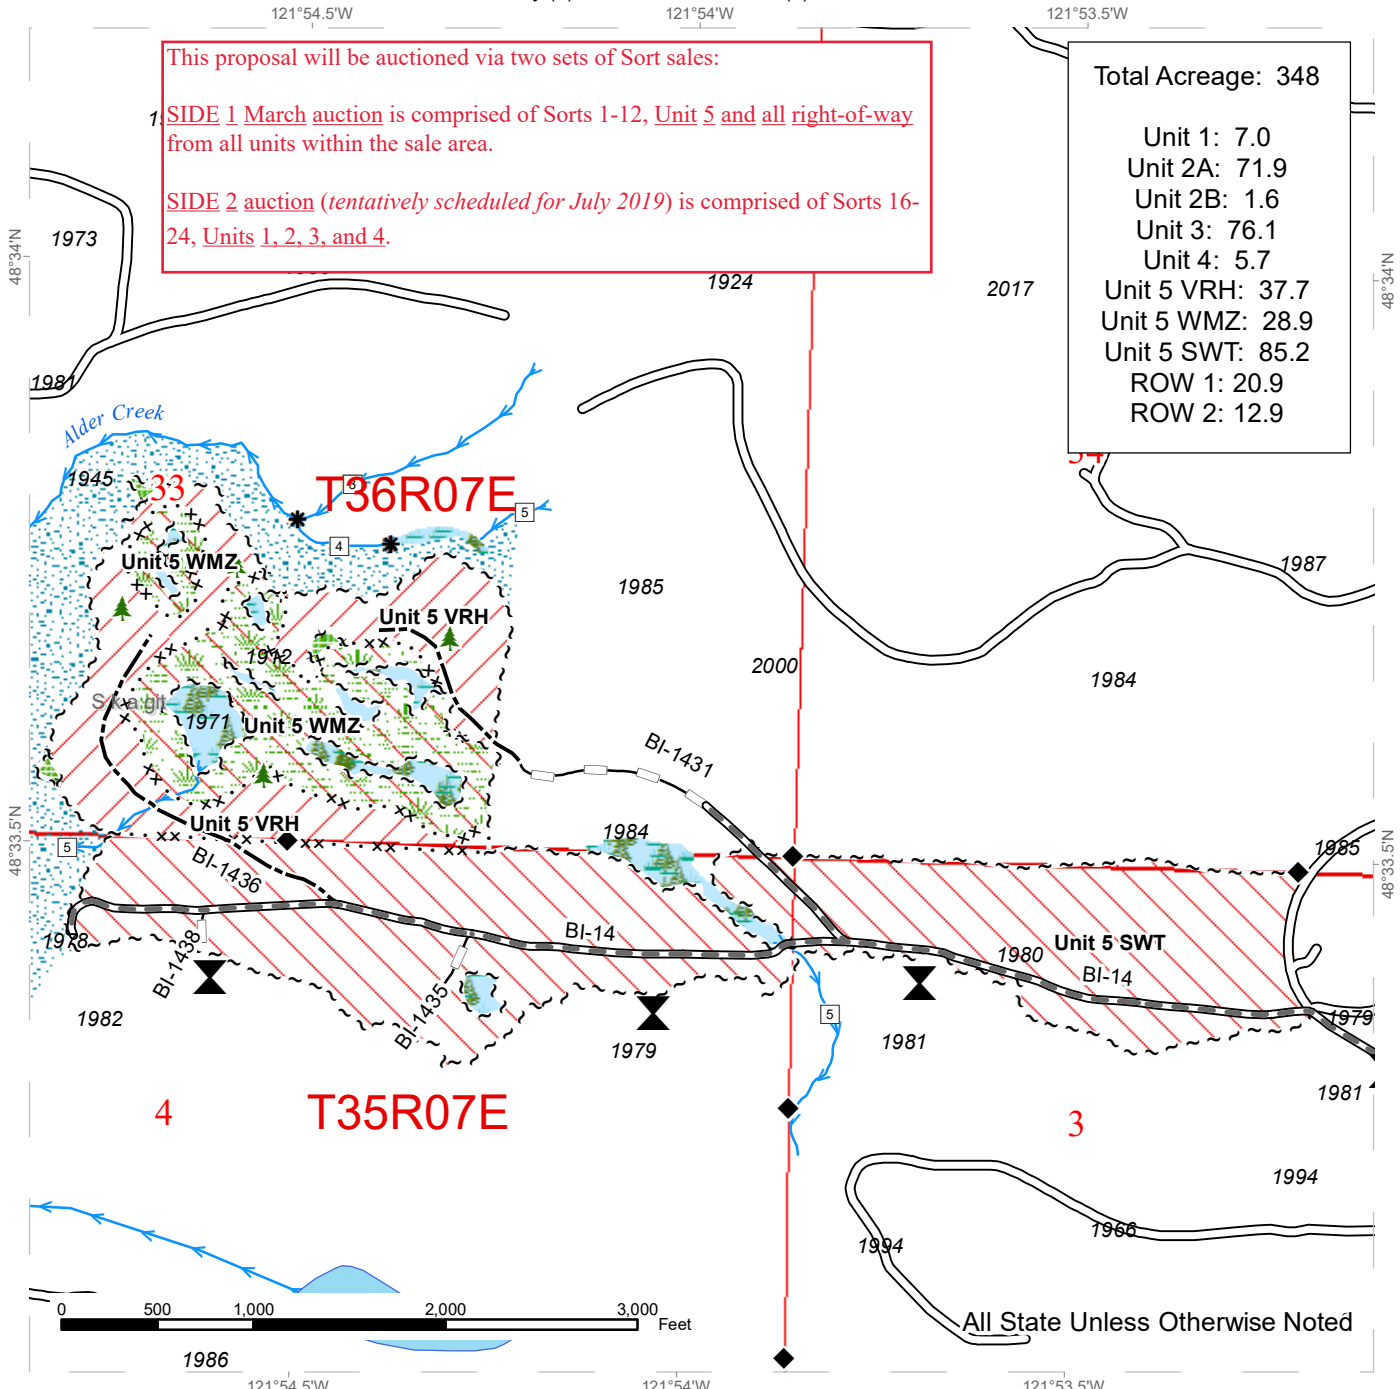 121°54.5'W
121°54'W
121°53.5'W
This proposal will be auctioned via two sets of Sort sales:
SIDE 1 March auction is comprised of Sorts 1-12, Unit 5 and all right-of-way
from all units within the sale area.
SIDE 2 auction (tentatively scheduled for July 2019) is comprised of Sorts 16-
24, Units 1, 2, 3, and 4.
Total Acreage: 348
Unit 1: 7.0
Unit 2A: 71.9
Unit 2B: 1.6
Unit 3: 76.1
Unit 4: 5.7
Unit 5 VRH: 37.7
Unit 5 WMZ: 28.9
Unit 5 SWT: 85.2
ROW 1: 20.9
ROW 2: 12.9
48°34'N
48°34'N
1973
1924
2017
1981
Alder Creek
1945
33
T36R07E
3
5
4
Unit 5 WMZ
1985
1987
Unit 5 VRH
1912
2000
1984
Skagit
1971
Unit 5 WMZ
BI-1431
Unit 5 VRH
1984
5
1985
48°33.5'N
48°33.5'N
BI-1436
BI-14
1978
BI-1438
Unit 5 SWT
1980
BI-14
BI-1435
1982
5
1979
1979
1981
1981
4
T35R07E
3
1994
1966
1994
0
500
1,000
2,000
3,000
Feet
All State Unless Otherwise Noted
1986
121°54.5'W
121°54'W
121°53.5'W